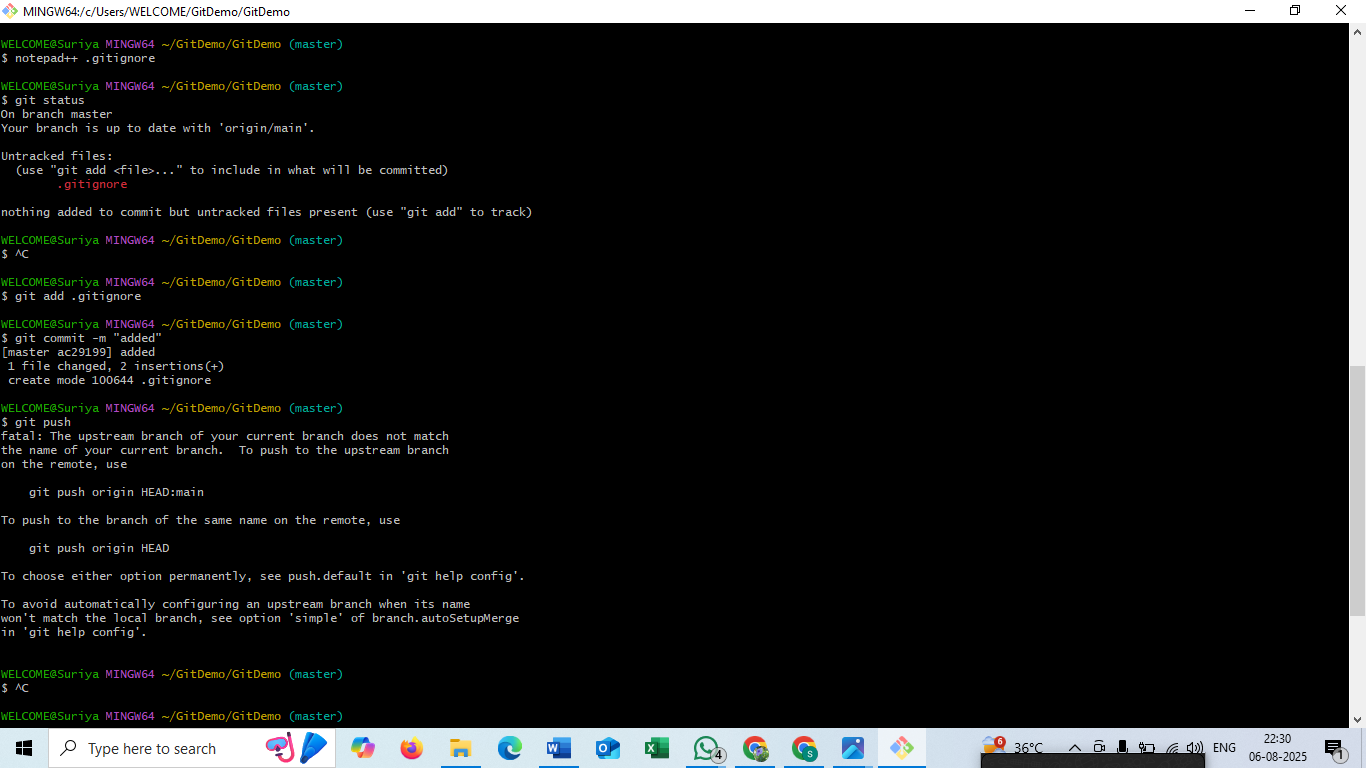 MINGW64:/c/Users/WELCOME/GitDemo/GitDemo
WELCOME@Suriya MINGW64 ~/GitDemo/GitDemo (master)
$ notepad++ .gitignore
WELCOME@Suriya MINGW64 ~/GitDemo/GitDemo (master)
$ git status
On branch master
Your branch is up to date with 'origin/main'.
Untracked files:
(use "git add <file>..." to include in what will be committed)
.gitignore
nothing added to commit but untracked files present (use "git add" to track)
WELCOME@Suriya MINGW64 ~/GitDemo/GitDemo (master)
$ ^C
WELCOME@Suriya MINGW64 ~/GitDemo/GitDemo (master)
$ git add .gitignore
WELCOME@Suriya MINGW64 ~/GitDemo/GitDemo (master)
$ git commit -m "added"
[master ac29199] added
1 file changed, 2 insertions(+)
create mode 100644 .gitignore
WELCOME@Suriya MINGW64 ~/GitDemo/GitDemo (master)
$ git push
fatal: The upstream branch of your current branch does not match
the name of your current branch.  To push to the upstream branch
on the remote, use
git push origin HEAD:main
To push to the branch of the same name on the remote, use
git push origin HEAD
To choose either option permanently, see push.default in 'git help config'.
To avoid automatically configuring an upstream branch when its name
won't match the local branch, see option 'simple' of branch.autoSetupMerge
in 'git help config'.
WELCOME@Suriya MINGW64 ~/GitDemo/GitDemo (master)
$ ^C
WELCOME@Suriya MINGW64 ~/GitDemo/GitDemo (master)
Type here to search
4
S
6
36°C
ENG
22:30
06-08-2025
1